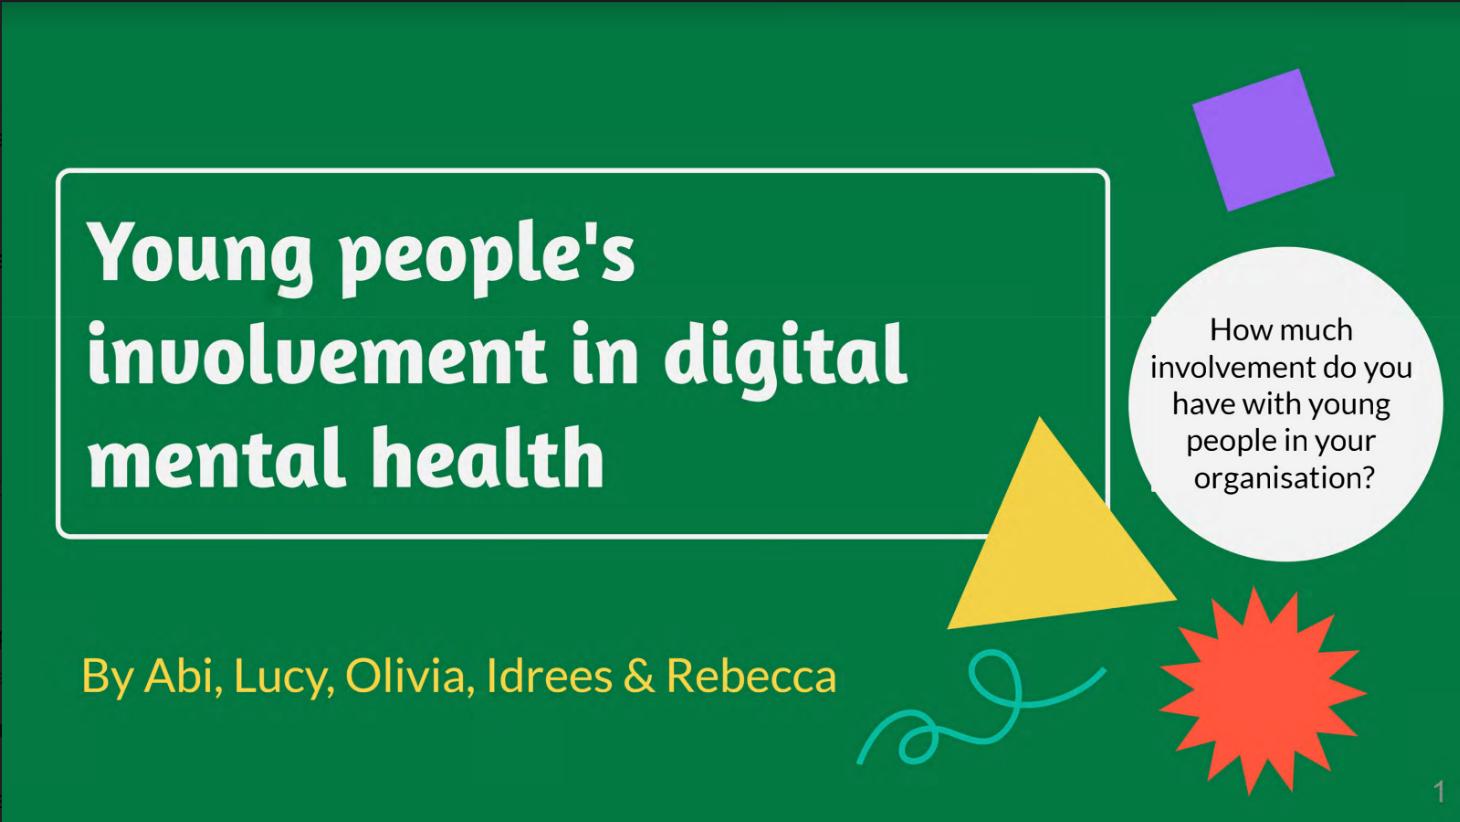 Young people's
involvement in digital
mental health
How much
involvement do you
have with young
people in your
organisation?
By Abi, Lucy, Olivia, Idrees & Rebecca
1